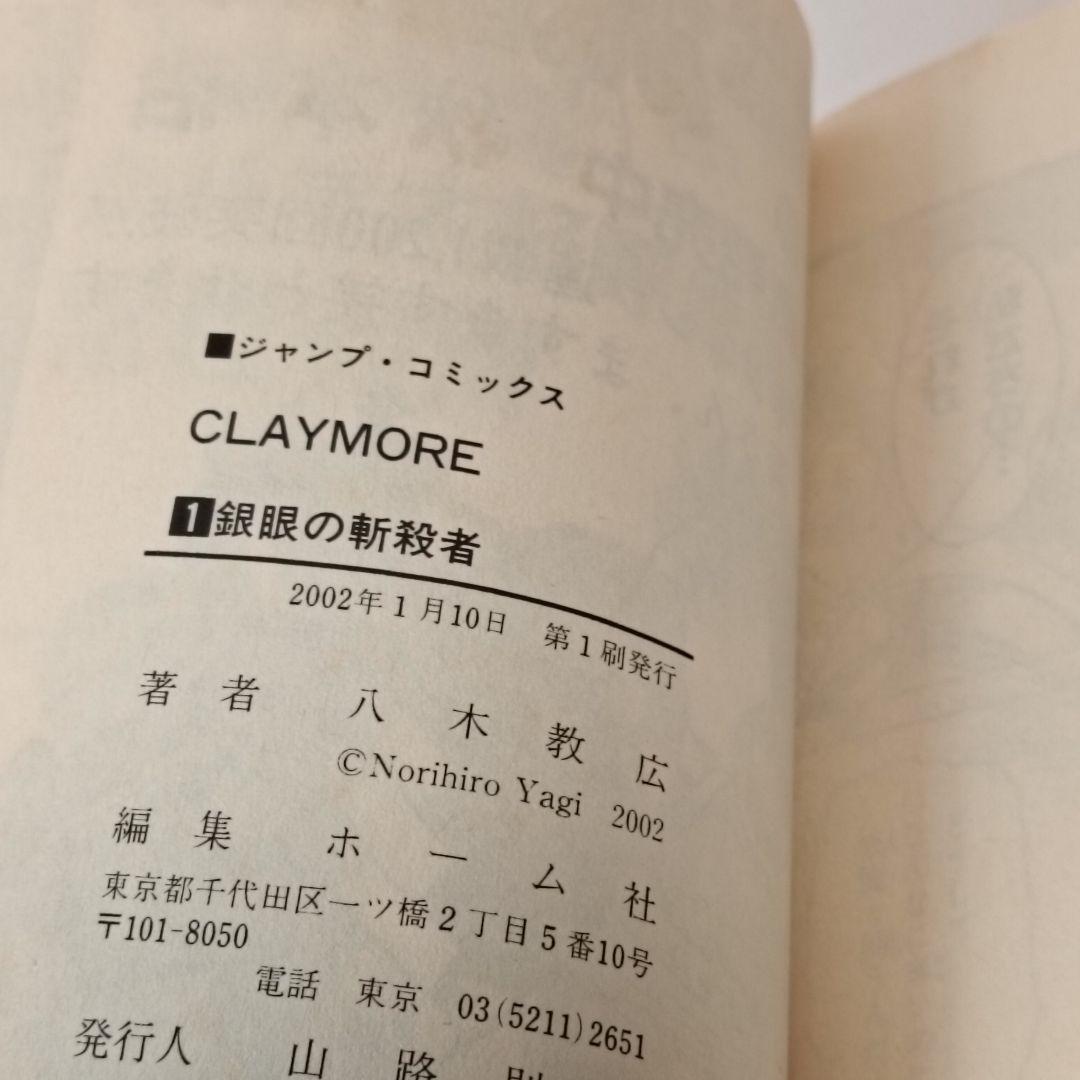 ■ジャンプ・コミックス
CLAYMORE
1銀眼の斬殺者
2002年1月10日 第1刷発行
著者 八木教広
©Norihiro Yagi 2002
編集 ホーム社
東京都千代田区一ツ橋2丁目5番10号
〒101-8050
電話 東京 03(5211)2651
発行人 山路